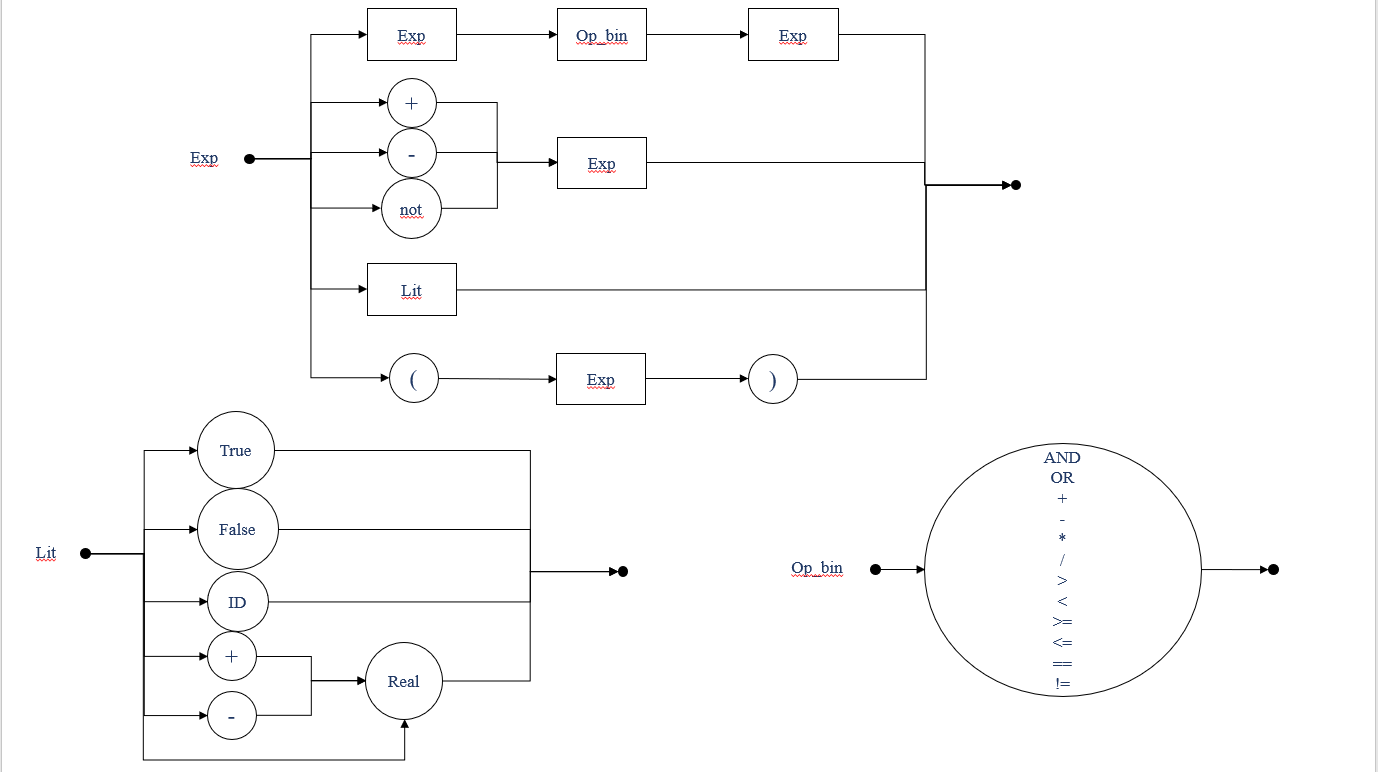 Exp Op_bin Exp
+
-
Exp
Exp
not
Lit
( Exp )
True
False
Lit
ID
+
-
Real
Op_bin
AND
OR
+
-
*
/
>
<
>=
<=
==
!=